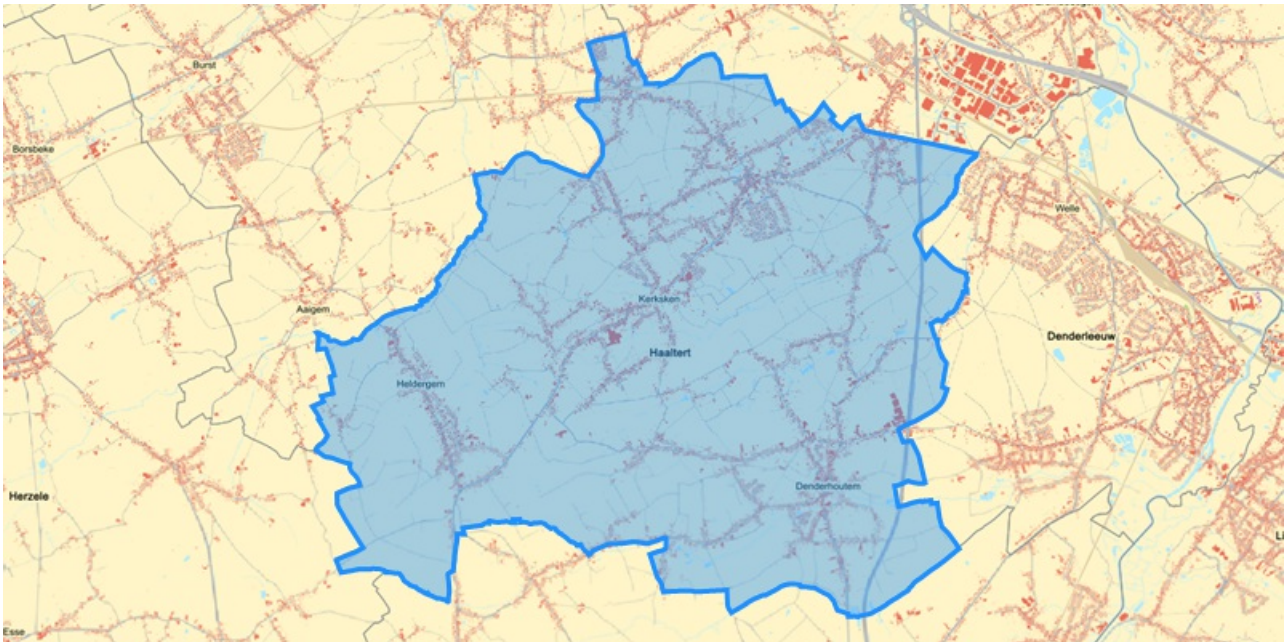 Burst
Borsbeke
Welle
Kerksken
Aaigem
Denderleeuw
Haaltert
Heldergem
Denderhoutem
Herzele
Esse